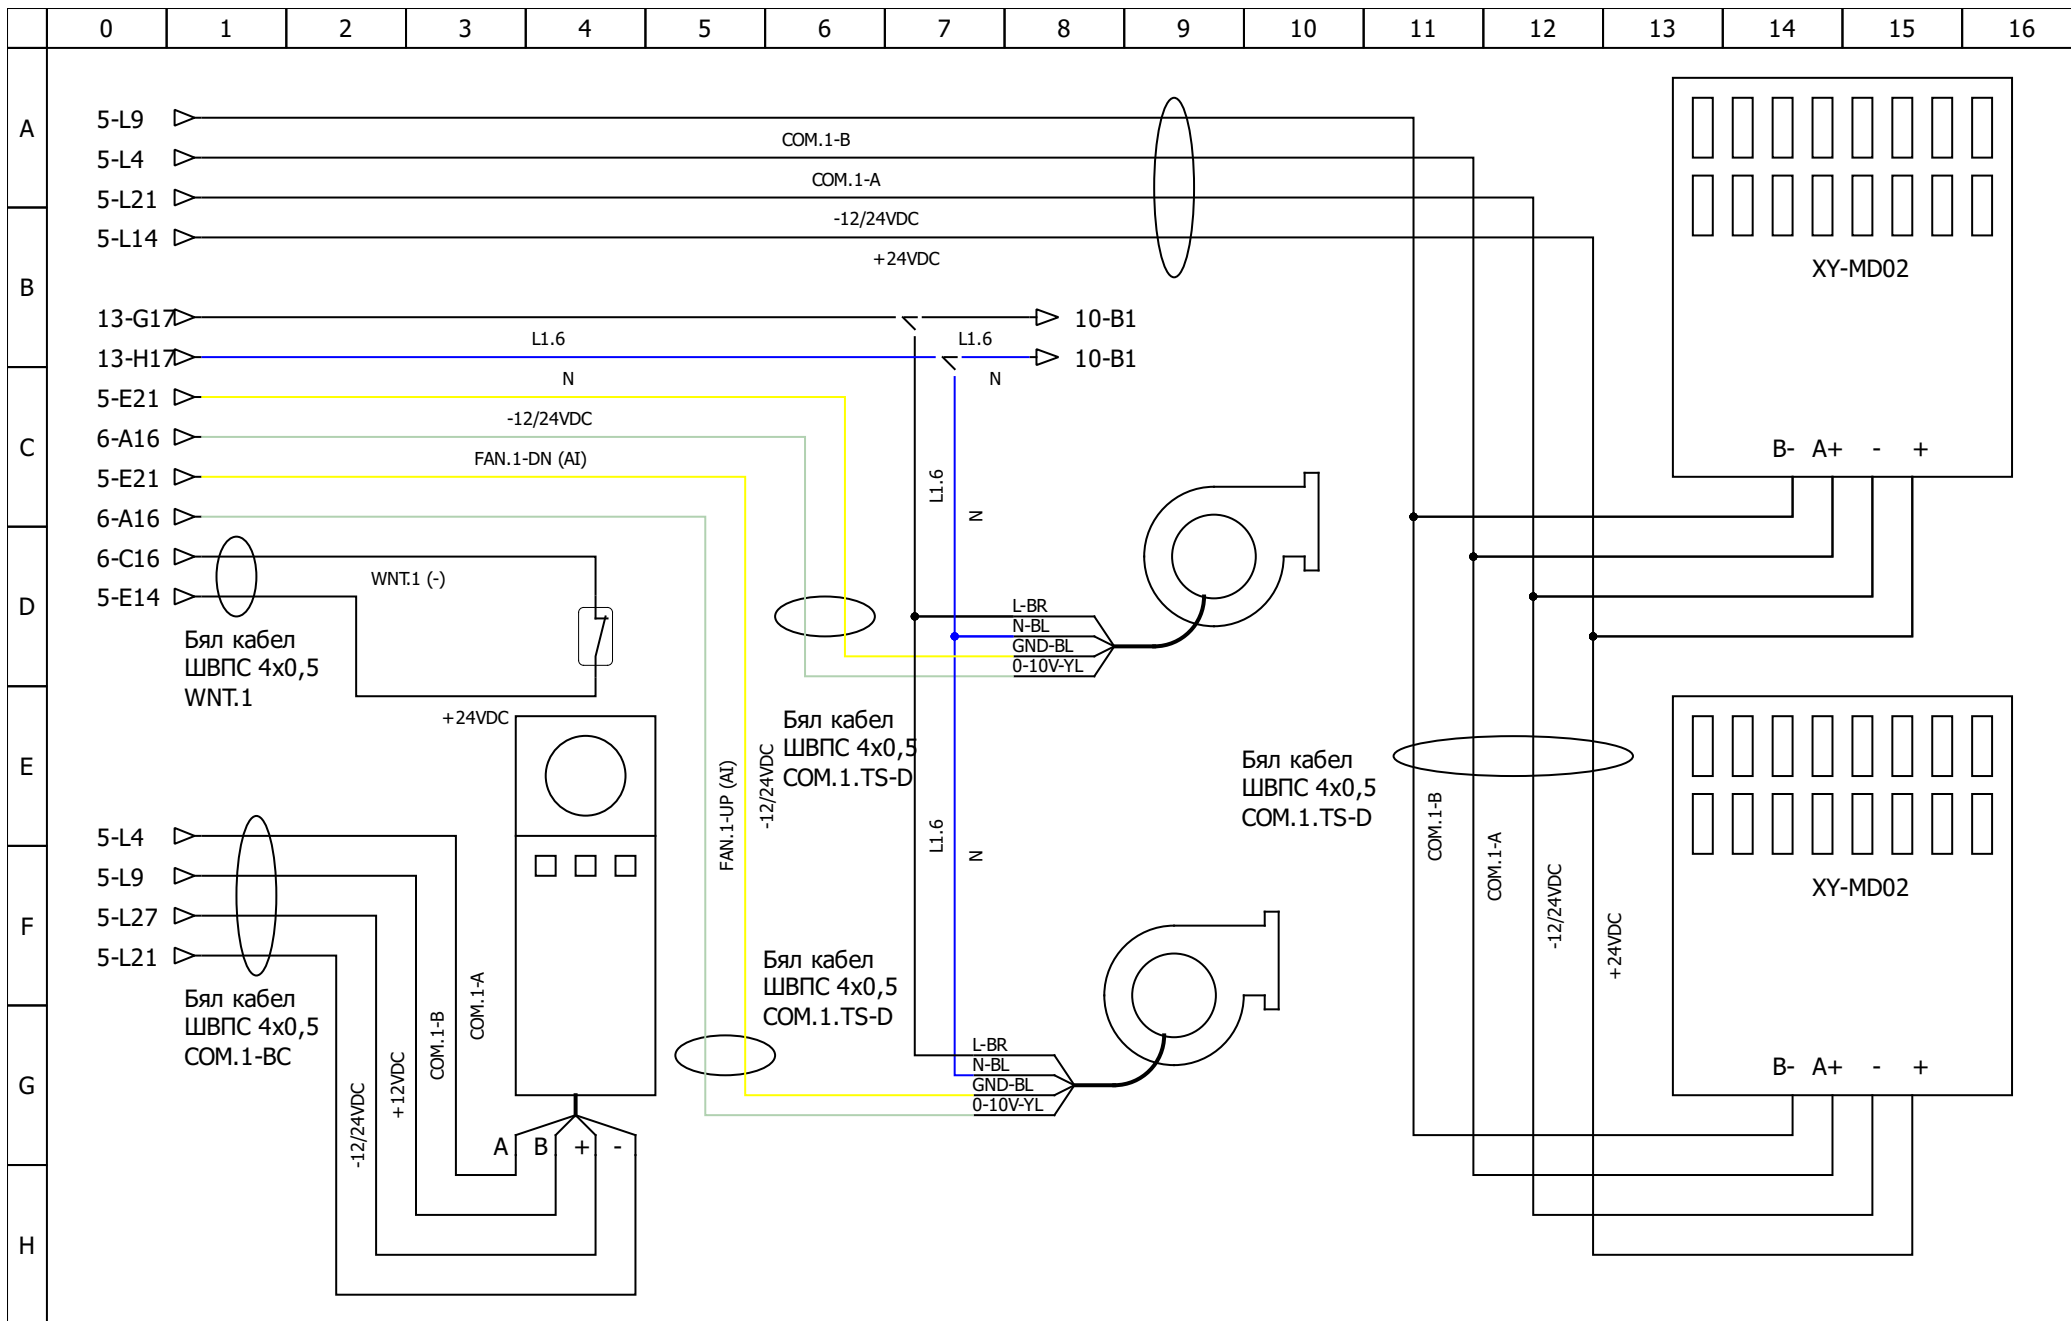 0 1 2 3 4 5 6 7 8 9 10 11 12 13 14 15 16
A
B
C
D
E
F
G
H
5-L9
COM.1-B
5-L4
COM.1-A
5-L21
-12/24VDC
5-L14
+24VDC
13-G17
L1.6
L1.6
10-B1
13-H17
N
N
10-B1
5-E21
-12/24VDC
6-A16
FAN.1-DN (AI)
5-E21
6-A16
6-C16
WNT.1 (-)
5-E14
Бял кабел
ШВПС 4x0,5
WNT.1
+24VDC
L1.6
N
L-BR
N-BL
GND-BL
0-10V-YL
Бял кабел
ШВПС 4x0,5
COM.1.TS-D
FAN.1-UP (AI)
-12/24VDC
L1.6
N
Бял кабел
ШВПС 4x0,5
COM.1.TS-D
L-BR
N-BL
GND-BL
0-10V-YL
5-L4
5-L9
5-L27
5-L21
Бял кабел
ШВПС 4x0,5
COM.1-BC
-12/24VDC
+12VDC
COM.1-B
COM.1-A
A B + -
Бял кабел
ШВПС 4x0,5
COM.1.TS-D
COM.1-B
COM.1-A
-12/24VDC
+24VDC
XY-MD02
B- A+ - +
XY-MD02
B- A+ - +